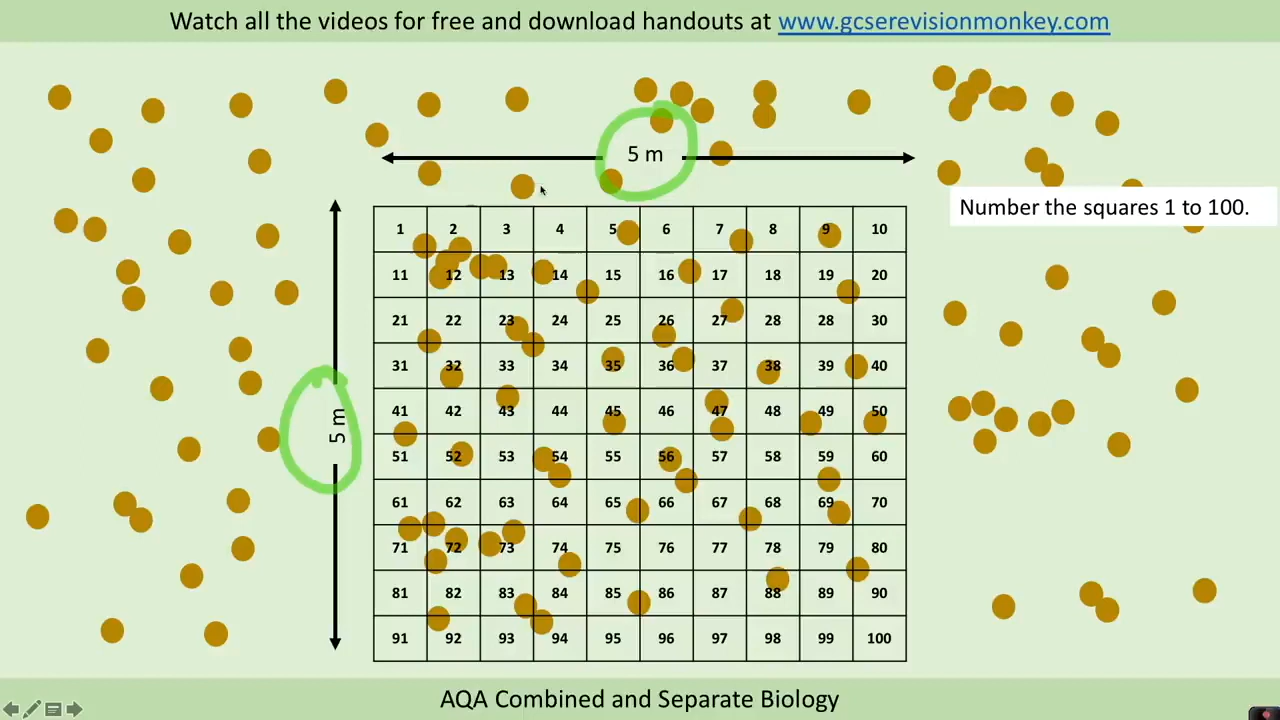 Watch all the videos for free and download handouts at www.gcserevisionmonkey.com
5 m
Number the squares 1 to 100.
5 m
1 2 3 4 5 6 7 8 9 10
11 12 13 14 15 16 17 18 19 20
21 22 23 24 25 26 27 28 28 30
31 32 33 34 35 36 37 38 39 40
41 42 43 44 45 46 47 48 49 50
51 52 53 54 55 56 57 58 59 60
61 62 63 64 65 66 67 68 69 70
71 72 73 74 75 76 77 78 79 80
81 82 83 84 85 86 87 88 89 90
91 92 93 94 95 96 97 98 99 100
AQA Combined and Separate Biology